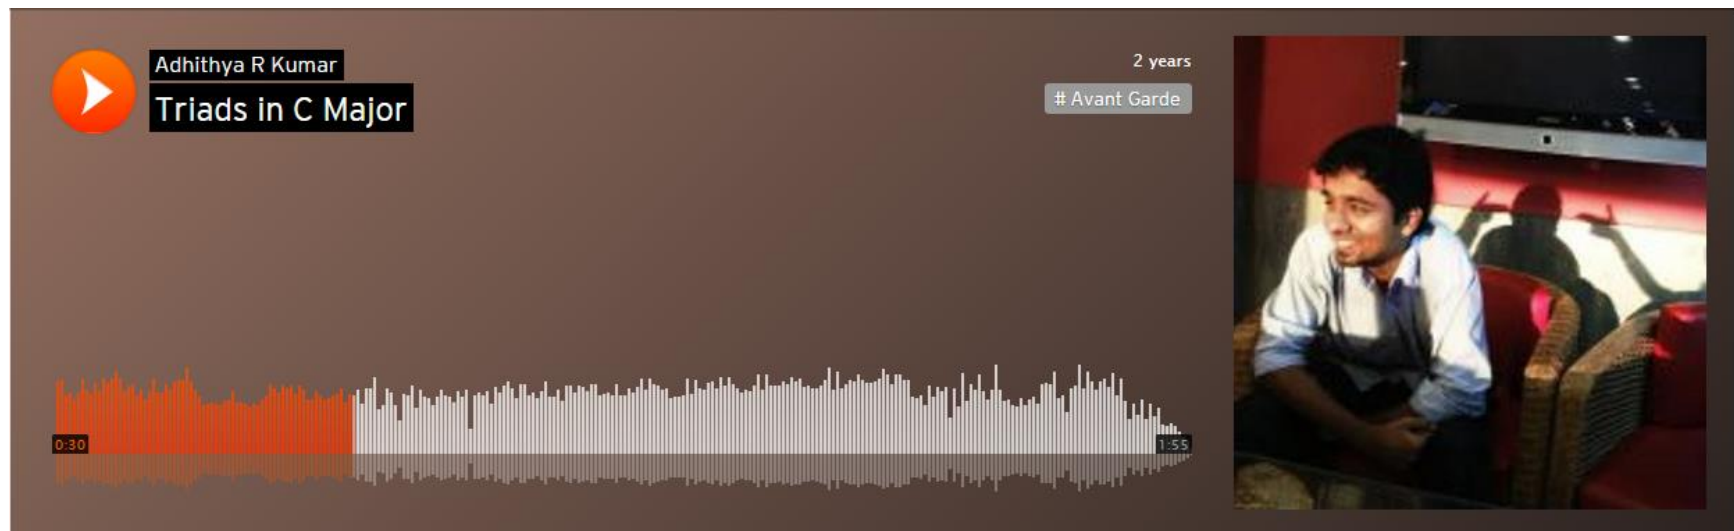 Adhithya R Kumar
Triads in C Major
2 years
# Avant Garde
0:30
1:55